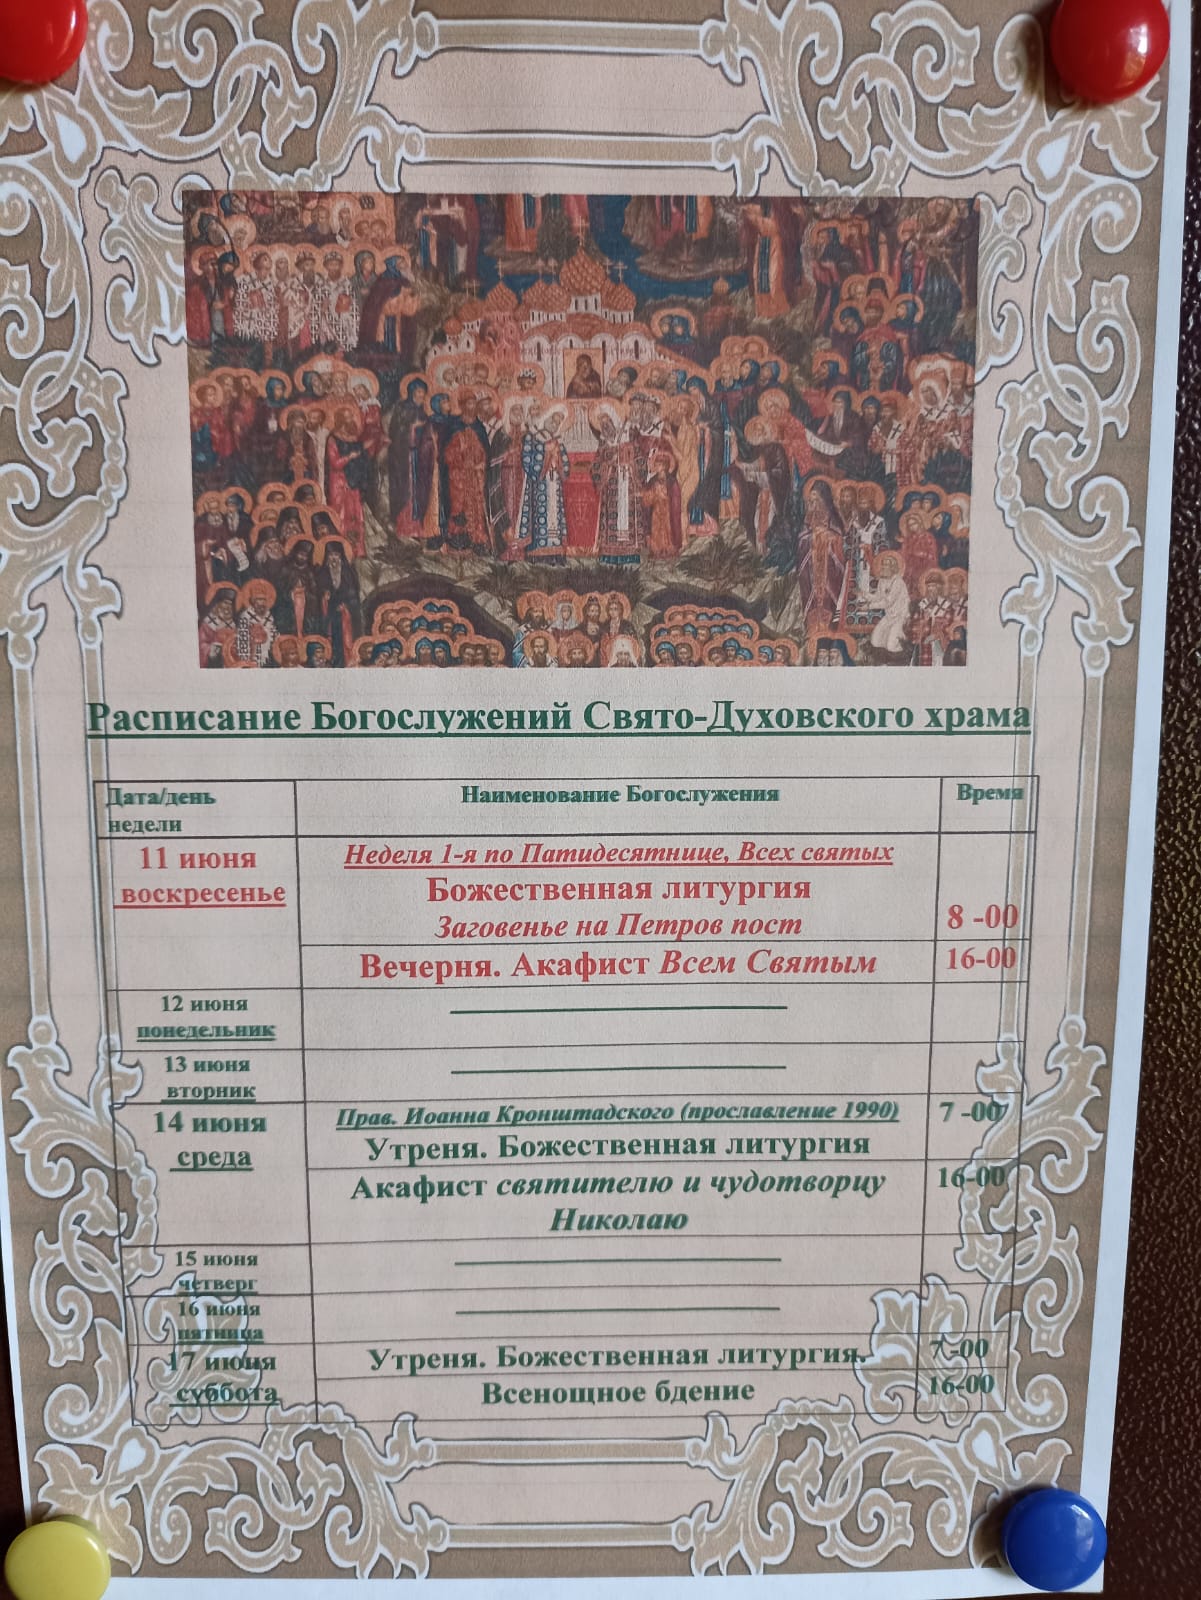 Расписание Богослужений Свято-Духовского храма
Дата/день недели
Наименование Богослужения
Время
11 июня
воскресенье
Неделя 1-я по Патидесятнице, Всех святых
Божественная литургия
Заговенье на Петров пост
8 -00
Вечерня. Акафист Всем Святым
16-00
12 июня
понедельник
13 июня
вторник
14 июня
среда
Прав. Иоанна Кронштадского (прославление 1990)
Утреня. Божественная литургия
7 -00
Акафист святителю и чудотворцу
Николаю
16-00
15 июня
четверг
16 июня
пятница
17 июня
суббота
Утреня. Божественная литургия.
7 -00
Всенощное бдение
16-00